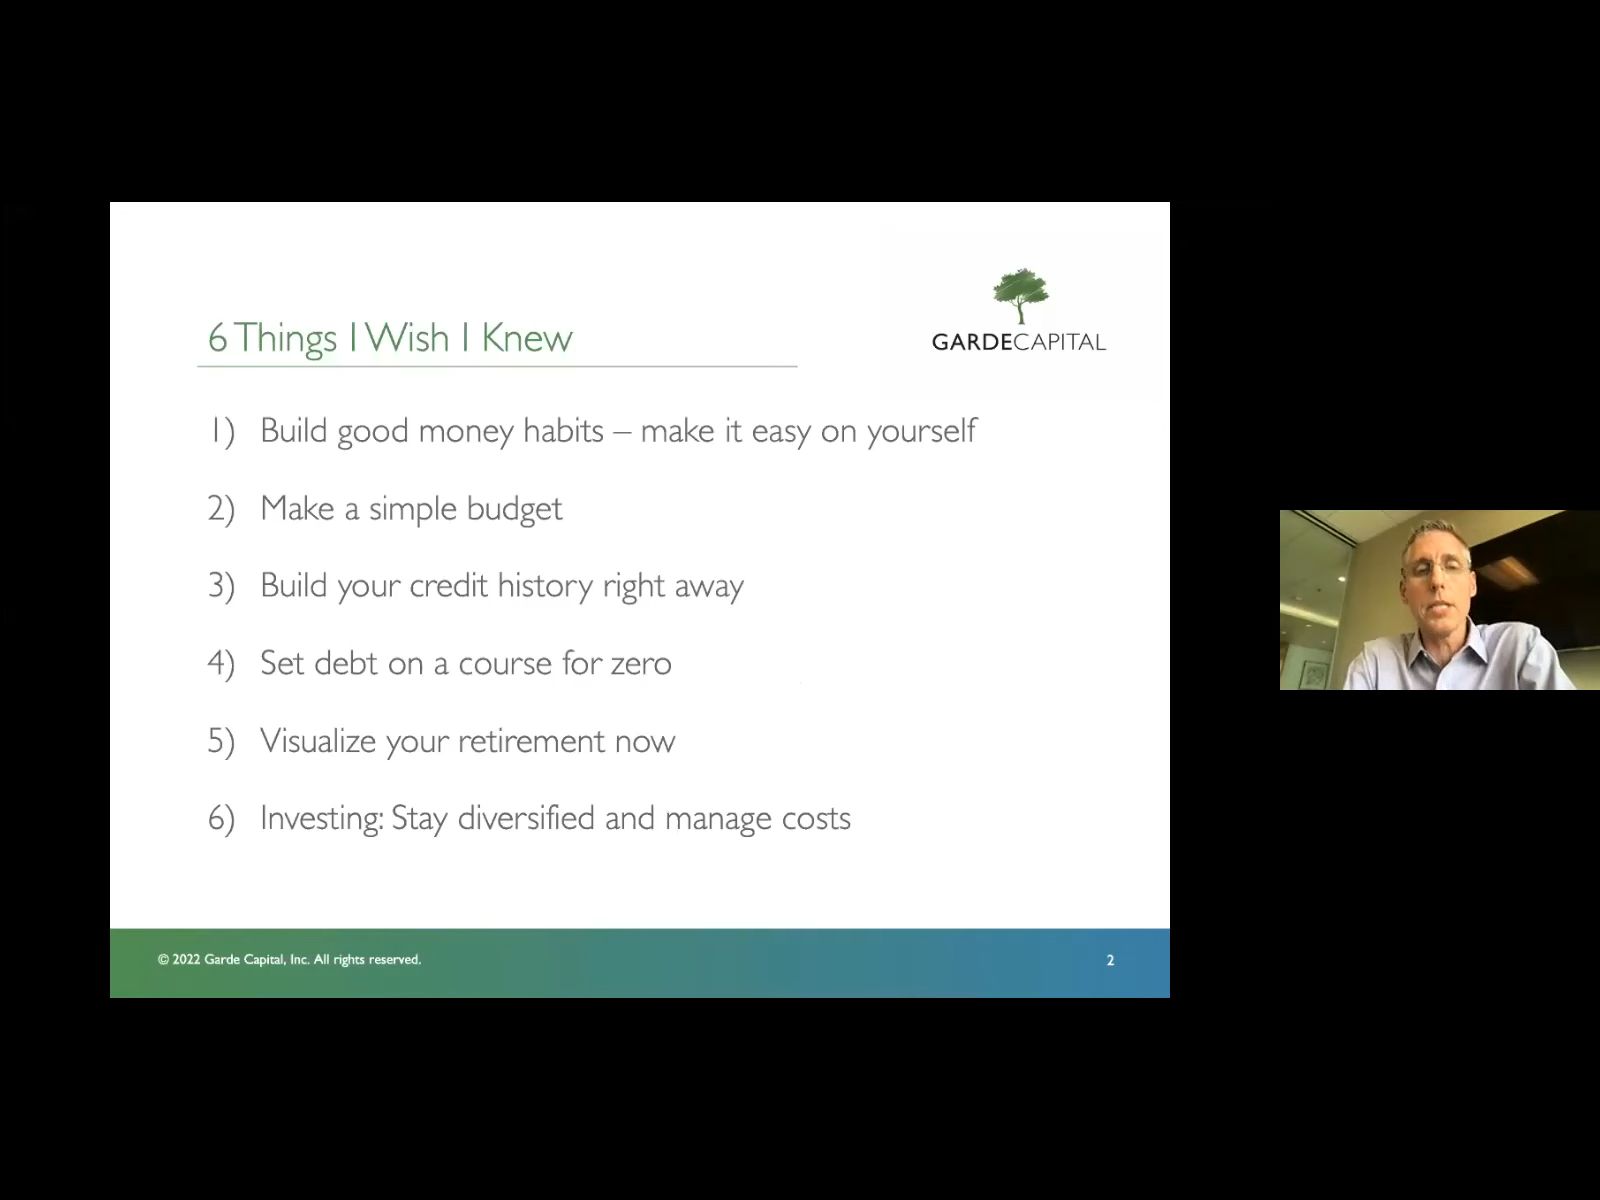 6 Things I Wish I Knew
GARDECAPITAL
1) Build good money habits – make it easy on yourself
2) Make a simple budget
3) Build your credit history right away
4) Set debt on a course for zero
5) Visualize your retirement now
6) Investing: Stay diversified and manage costs
© 2022 Garde Capital, Inc. All rights reserved.
2